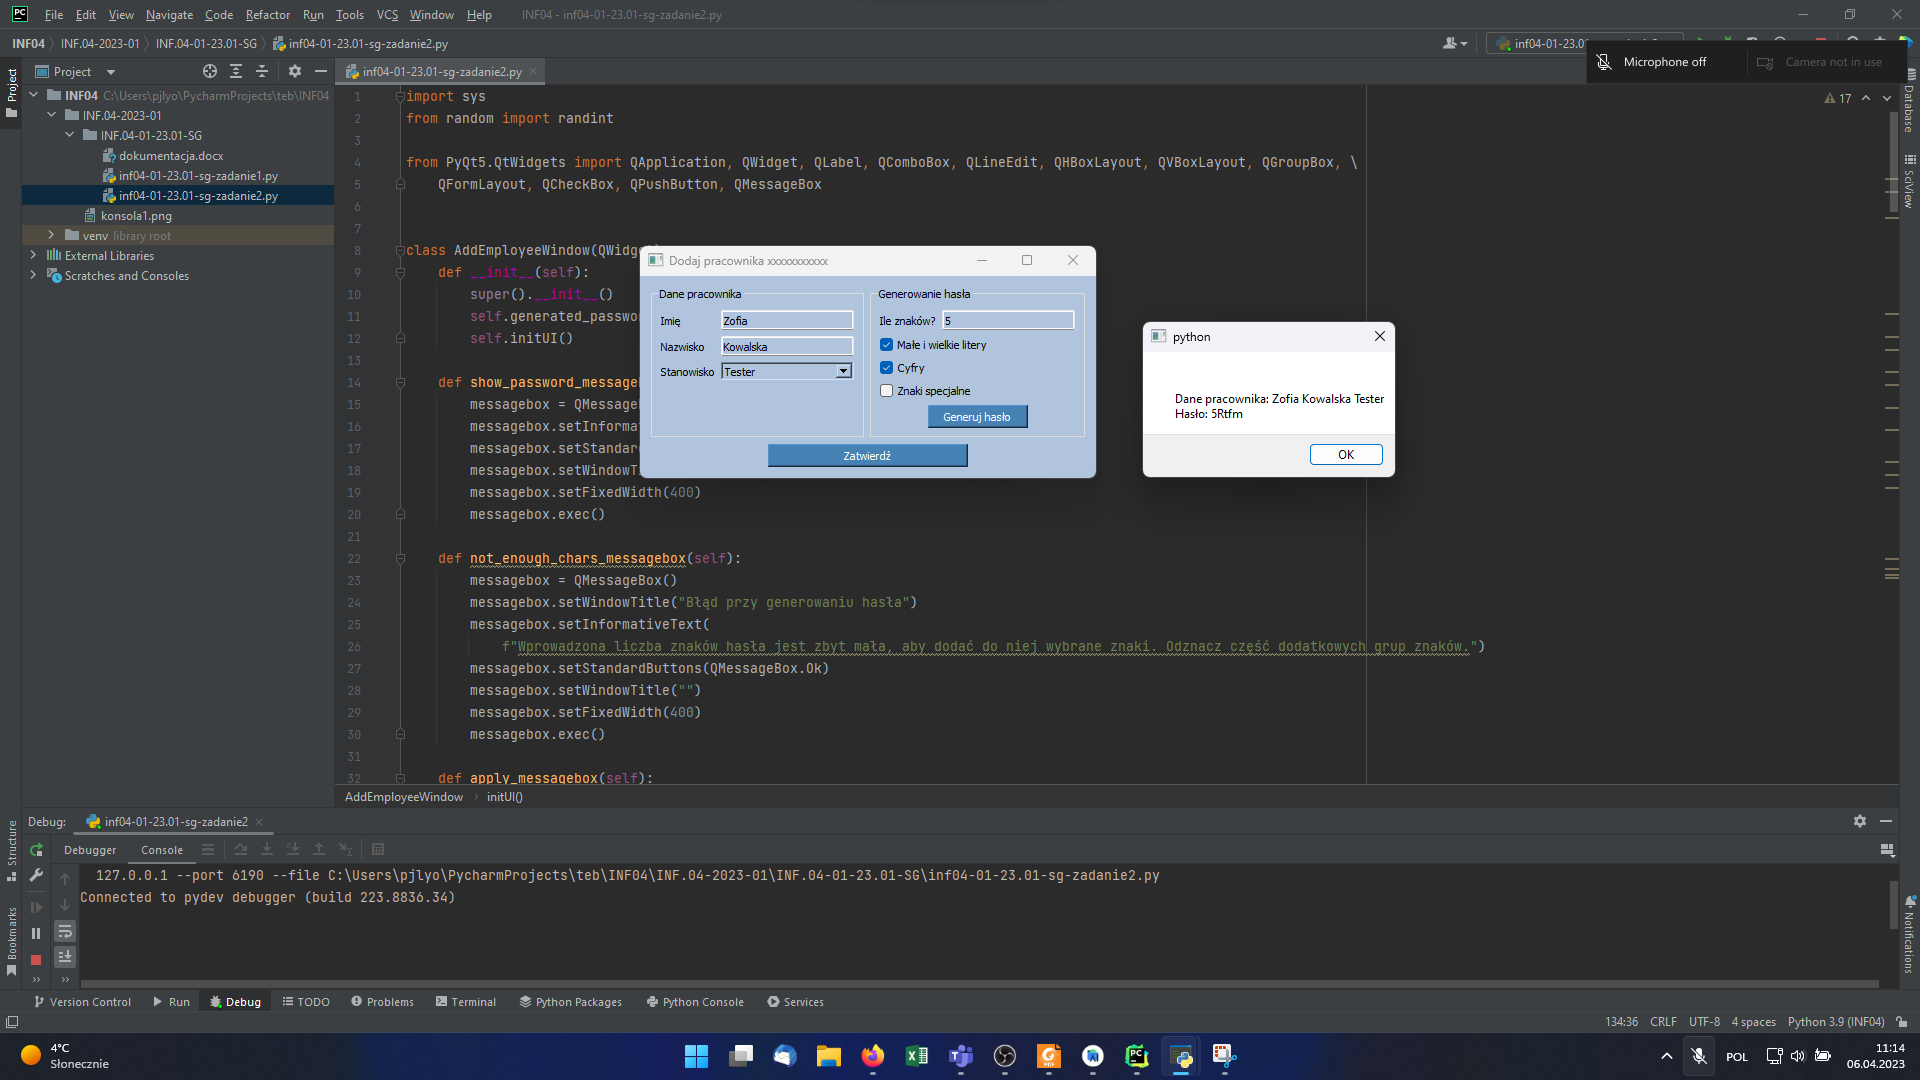 PC File Edit View Navigate Code Refactor Run Tools VCS Window Help INF04 - inf04-01-23.01-sg-zadanie2.py
INF04 INF.04-2023-01 INF.04-01-23.01-SG inf04-01-23.01-sg-zadanie2.py inf04-01-23.01
Microphone off Camera not in use
Project
inf04-01-23.01-sg-zadanie2.py
Project
INF04 C:\Users\pjlyo\PycharmProjects\teb\INF04
INF.04-2023-01
INF.04-01-23.01-SG
dokumentacja.docx
inf04-01-23.01-sg-zadanie1.py
inf04-01-23.01-sg-zadanie2.py
konsola1.png
venv library root
External Libraries
Scratches and Consoles
17
Database
SciView
1 import sys
2 from random import randint
3
4 from PyQt5.QtWidgets import QApplication, QWidget, QLabel, QComboBox, QLineEdit, QHBoxLayout, QVBoxLayout, QGroupBox, \
5 QFormLayout, QCheckBox, QPushButton, QMessageBox
6
7
8 class AddEmployeeWindow(QWidg
9 def __init__(self):
10 super().__init__()
11 self.generated_passwo
12 self.initUI()
13
14 def show_password_message
15 messagebox = QMessage
16 messagebox.setInforma
17 messagebox.setStandar
18 messagebox.setWindowT
19 messagebox.setFixedWidth(400)
20 messagebox.exec()
21
22 def not_enough_chars_messagebox(self):
23 messagebox = QMessageBox()
24 messagebox.setWindowTitle("Błąd przy generowaniu hasła")
25 messagebox.setInformativeText(
26 f"Wprowadzona liczba znaków hasła jest zbyt mała, aby dodać do niej wybrane znaki. Odznacz część dodatkowych grup znaków.")
27 messagebox.setStandardButtons(QMessageBox.Ok)
28 messagebox.setWindowTitle("")
29 messagebox.setFixedWidth(400)
30 messagebox.exec()
31
32 def apply_messagebox(self):
AddEmployeeWindow initUI()
Dodaj pracownika xxxxxxxxxxx
Dane pracownika
Imię Zofia
Nazwisko Kowalska
Stanowisko Tester
Generowanie hasła
Ile znaków? 5
Małe i wielkie litery
Cyfry
Znaki specjalne
Generuj hasło
Zatwierdź
python
Dane pracownika: Zofia Kowalska Tester
Hasło: 5Rtfm
OK
Debug: inf04-01-23.01-sg-zadanie2
Debugger Console
127.0.0.1 --port 6190 --file C:\Users\pjlyo\PycharmProjects\teb\INF04\INF.04-2023-01\INF.04-01-23.01-SG\inf04-01-23.01-sg-zadanie2.py
Connected to pydev debugger (build 223.8836.34)
Structure
Bookmarks
Notifications
Version Control Run Debug TODO Problems Terminal Python Packages Python Console Services
134:36 CRLF UTF-8 4 spaces Python 3.9 (INF04)
4°C
Słonecznie
POL
11:14
06.04.2023